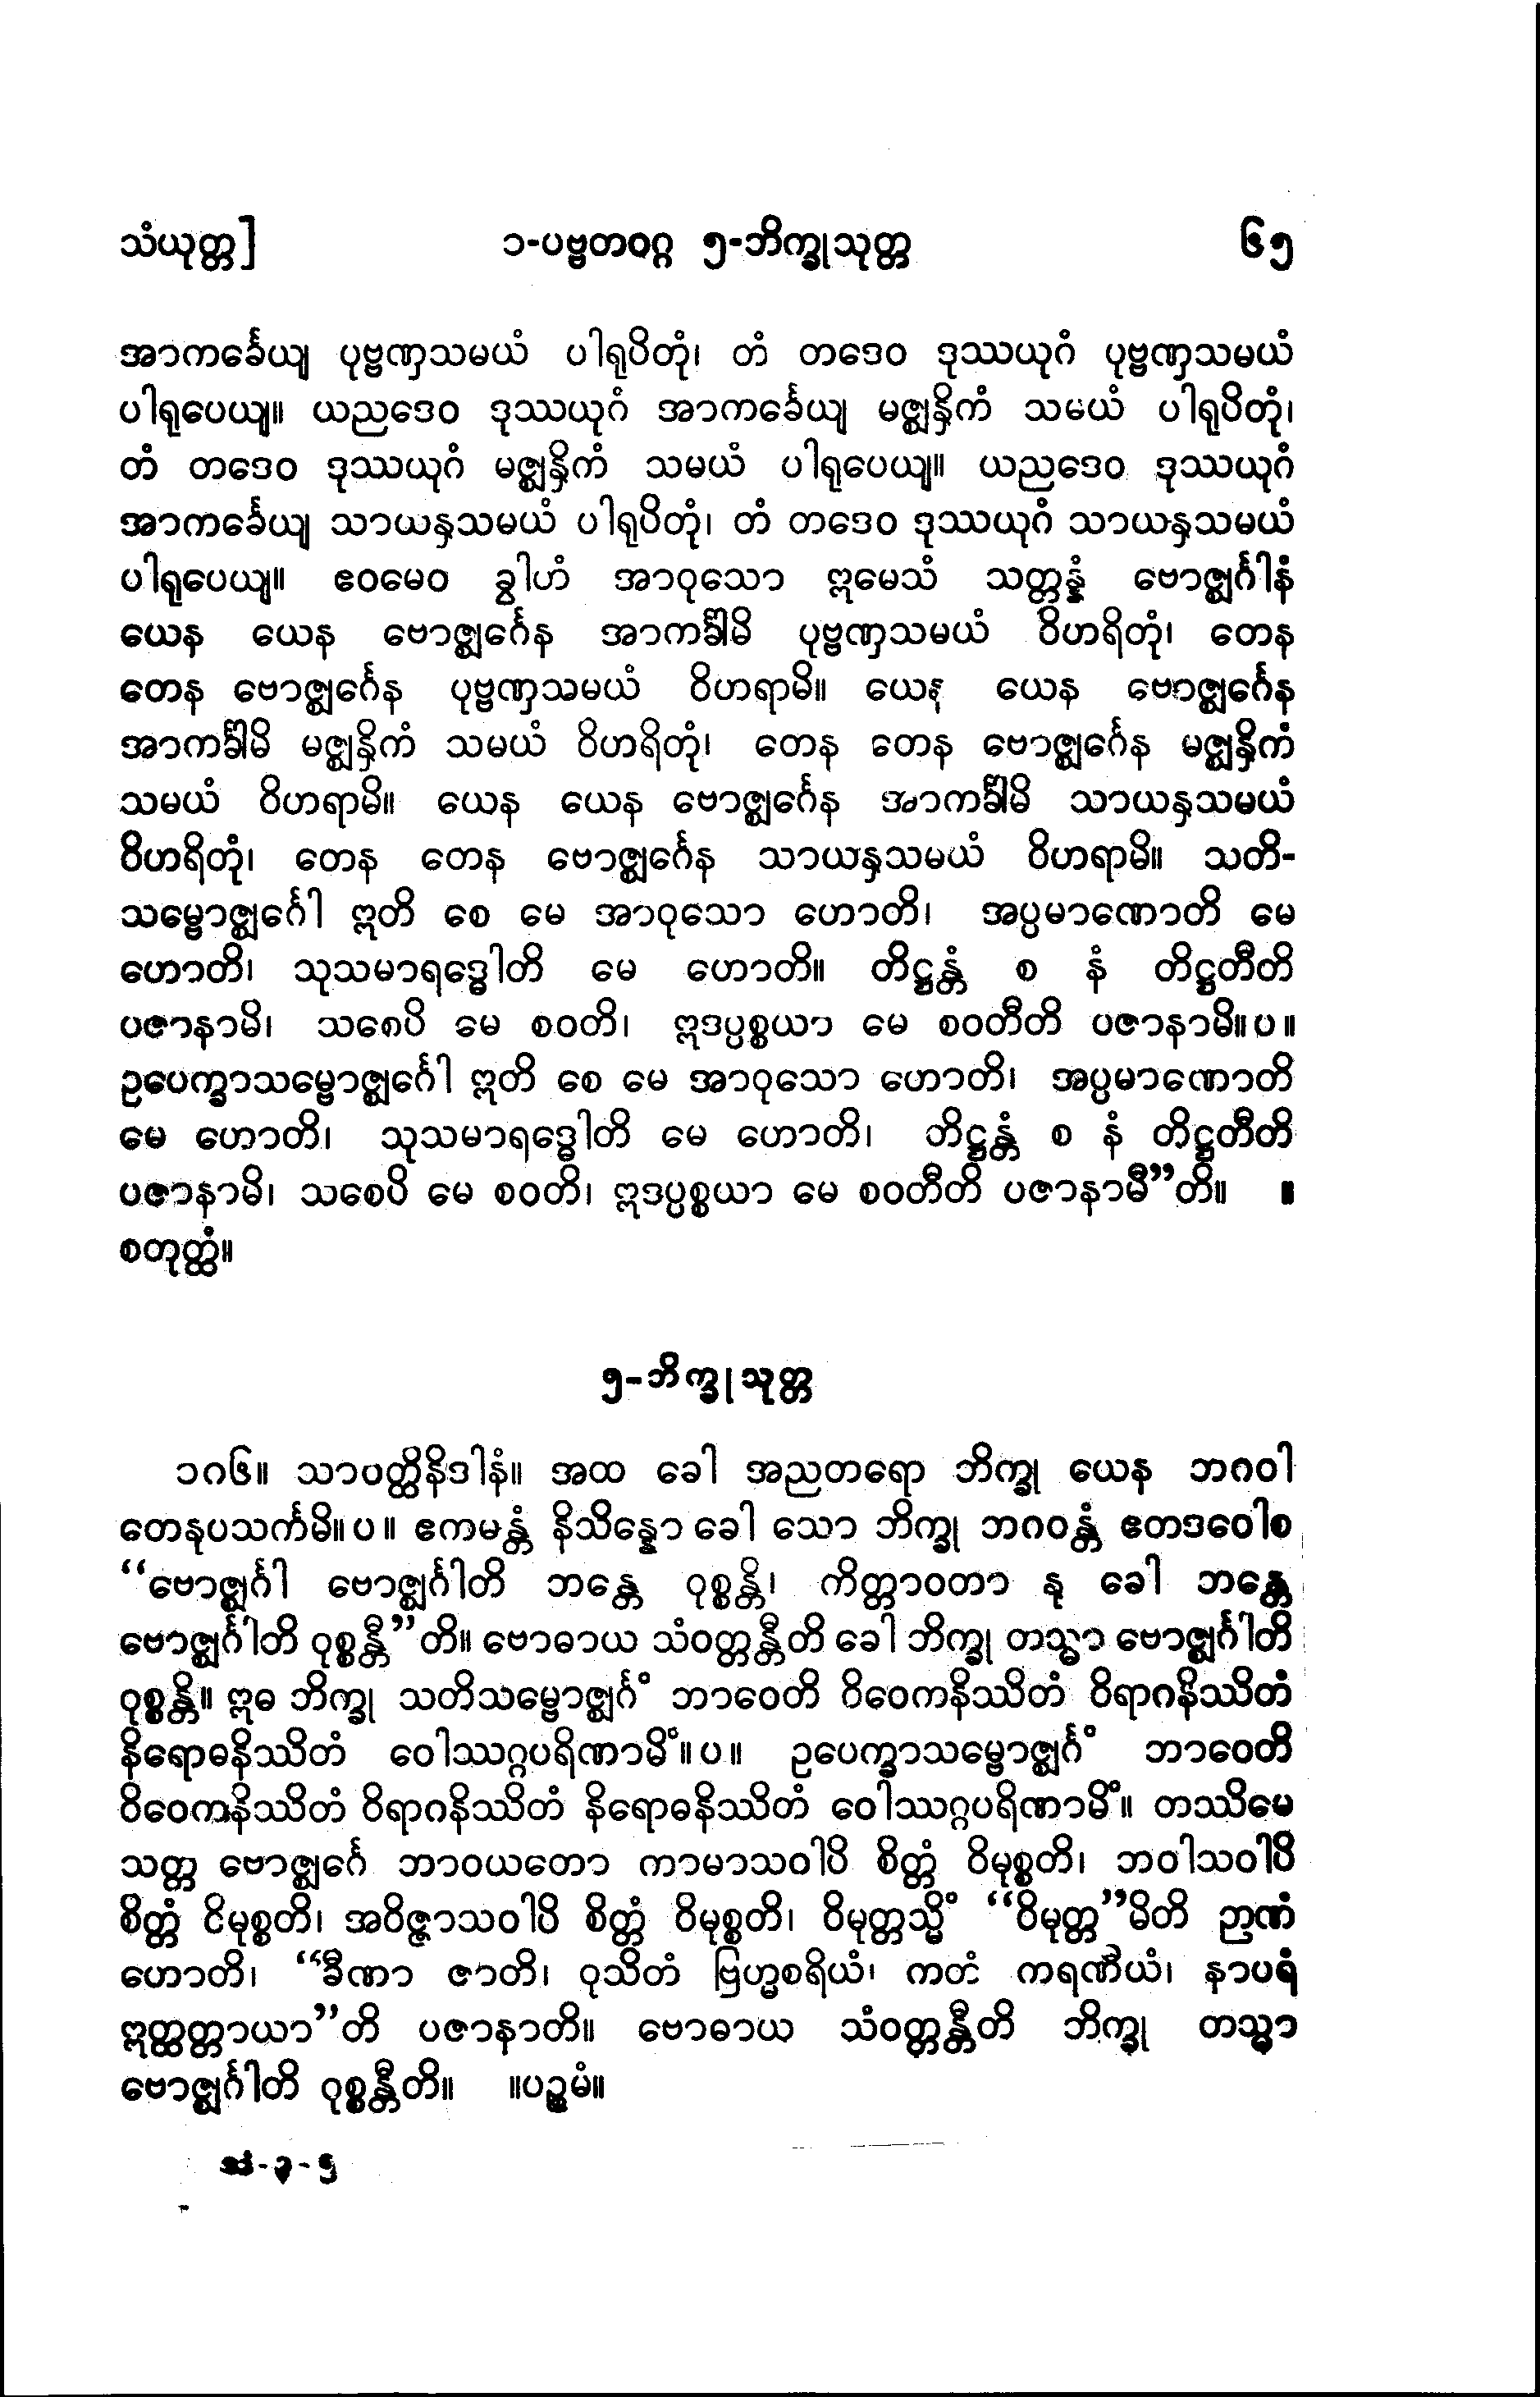 သံယုတ္တ] ၁-ပဗ္ဗတဝဂ္ဂ ၅-ဘိက္ခုသုတ္တ ၆၅
အာကင်္ခေယျ ပုဗ္ဗဏှသမယံ ပါရုပိတုံ၊ တံ တဒေဝ ဒုဿယုဂံ ပုဗ္ဗဏှသမယံ
ပါရုပေယျ။ ယညဒေဝ ဒုဿယုဂံ အာကင်္ခေယျ မဇ္ဈနှိကံ သမယံ ပါရုပိတုံ၊
တံ တဒေဝ ဒုဿယုဂံ မဇ္ဈနှိကံ သမယံ ပါရုပေယျ။ ယညဒေဝ ဒုဿယုဂံ
အာကင်္ခေယျ သာယနှသမယံ ပါရုပိတုံ၊ တံ တဒေဝ ဒုဿယုဂံ သာယနှသမယံ
ပါရုပေယျ။ ဧဝမေဝ ခွါဟံ အာဝုသော ဣမေသံ သတ္တန္နံ ဗောဇ္ဈင်္ဂါနံ
ယေန ယေန ဗောဇ္ဈင်္ဂေန အာကင်္ခါမိ ပုဗ္ဗဏှသမယံ ဝိဟရိတုံ၊ တေန
တေန ဗောဇ္ဈင်္ဂေန ပုဗ္ဗဏှသမယံ ဝိဟရာမိ။ ယေန ယေန ဗောဇ္ဈင်္ဂေန
အာကင်္ခါမိ မဇ္ဈနှိကံ သမယံ ဝိဟရိတုံ၊ တေန တေန ဗောဇ္ဈင်္ဂေန မဇ္ဈနှိကံ
သမယံ ဝိဟရာမိ။ ယေန ယေန ဗောဇ္ဈင်္ဂေန အာကင်္ခါမိ သာယနှသမယံ
ဝိဟရိတုံ၊ တေန တေန ဗောဇ္ဈင်္ဂေန သာယနှသမယံ ဝိဟရာမိ။ သတိ-
သမ္ဗောဇ္ဈင်္ဂေါ ဣတိ စေ မေ အာဝုသော ဟောတိ၊ အပ္ပမာဏောတိ မေ
ဟောတိ၊ သုသမာရဒ္ဓေါတိ မေ ဟောတိ။ တိဋ္ဌန္တံ စ နံ တိဋ္ဌတီတိ
ပဇာနာမိ၊ သစေပိ မေ စဝတိ၊ ဣဒပ္ပစ္စယာ မေ စဝတီတိ ပဇာနာမိ။ပ။
ဥပေက္ခာသမ္ဗောဇ္ဈင်္ဂေါ ဣတိ စေ မေ အာဝုသော ဟောတိ၊ အပ္ပမာဏောတိ
မေ ဟောတိ၊ သုသမာရဒ္ဓေါတိ မေ ဟောတိ၊ တိဋ္ဌန္တံ စ နံ တိဋ္ဌတီတိ
ပဇာနာမိ၊ သစေပိ မေ စဝတိ၊ ဣဒပ္ပစ္စယာ မေ စဝတီတိ ပဇာနာမီ”တိ။ ။
စတုတ္ထံ။
၅-ဘိက္ခုသုတ္တ
၁၈၆။ သာဝတ္ထိနိဒါနံ။ အထ ခေါ အညတရော ဘိက္ခု ယေန ဘဂဝါ
တေနုပသင်္ကမိ။ပ။ ဧကမန္တံ နိသိန္နော ခေါ သော ဘိက္ခု ဘဂဝန္တံ ဧတဒဝေါစ
“ဗောဇ္ဈင်္ဂါ ဗောဇ္ဈင်္ဂါတိ ဘန္တေ ဝုစ္စန္တိ၊ ကိတ္တာဝတာ နု ခေါ ဘန္တေ
ဗောဇ္ဈင်္ဂါတိ ဝုစ္စန္တီ”တိ။ ဗောဓာယ သံဝတ္တန္တီတိ ခေါ ဘိက္ခု တသ္မာ ဗောဇ္ဈင်္ဂါတိ
ဝုစ္စန္တိ။ ဣဓ ဘိက္ခု သတိသမ္ဗောဇ္ဈင်္ဂံ ဘာဝေတိ ဝိဝေကနိဿိတံ ဝိရာဂနိဿိတံ
နိရောဓနိဿိတံ ဝေါဿဂ္ဂပရိဏာမိံ။ပ။ ဥပေက္ခာသမ္ဗောဇ္ဈင်္ဂံ ဘာဝေတိ
ဝိဝေကနိဿိတံ ဝိရာဂနိဿိတံ နိရောဓနိဿိတံ ဝေါဿဂ္ဂပရိဏာမိံ။ တဿိမေ
သတ္တ ဗောဇ္ဈင်္ဂေ ဘာဝယတော ကာမာသဝါပိ စိတ္တံ ဝိမုစ္စတိ၊ ဘဝါသဝါပိ
စိတ္တံ ဝိမုစ္စတိ၊ အဝိဇ္ဇာသဝါပိ စိတ္တံ ဝိမုစ္စတိ၊ ဝိမုတ္တသ္မိံ “ဝိမုတ္တ”မိတိ ဉာဏံ
ဟောတိ၊ “ခီဏာ ဇာတိ၊ ဝုသိတံ ဗြဟ္မစရိယံ၊ ကတံ ကရဏီယံ၊ နာပရံ
ဣတ္ထတ္တာယာ”တိ ပဇာနာတိ။ ဗောဓာယ သံဝတ္တန္တီတိ ဘိက္ခု တသ္မာ
ဗောဇ္ဈင်္ဂါတိ ဝုစ္စန္တီတိ။ ။ပဉ္စမံ။
သံ-၃-၅